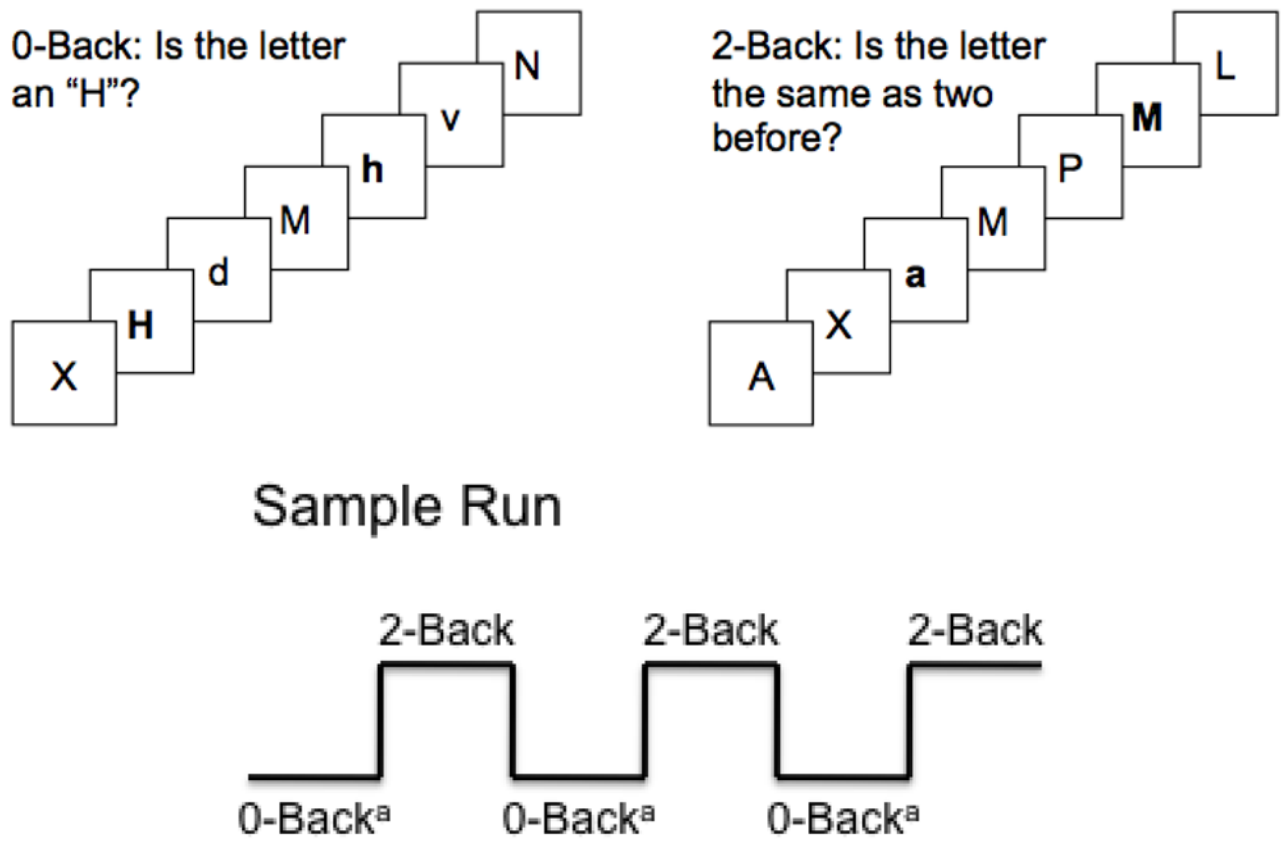 0-Back: Is the letter
an “H”?
N
v
h
M
d
H
X
2-Back: Is the letter
the same as two
before?
L
M
P
M
a
X
A
Sample Run
2-Back 2-Back 2-Back
0-Backᵃ 0-Backᵃ 0-Backᵃ